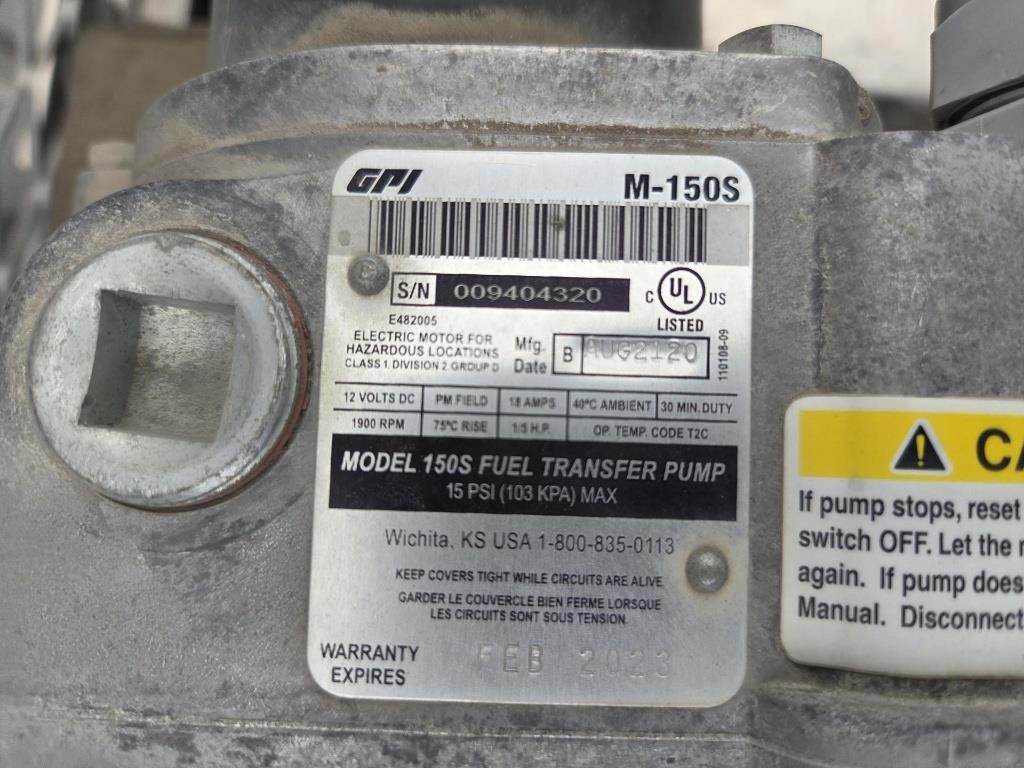 GPI
M-150S
S/N 009404320
C UL US
LISTED
E482005
ELECTRIC MOTOR FOR
HAZARDOUS LOCATIONS
CLASS 1, DIVISION 2, GROUP D
Mfg.
Date
B AUG2120
110108-09
12 VOLTS DC PM FIELD 18 AMPS 40°C AMBIENT 30 MIN. DUTY
1900 RPM 75°C RISE 1/5 H.P. OP. TEMP. CODE T2C
MODEL 150S FUEL TRANSFER PUMP
15 PSI (103 KPA) MAX
Wichita, KS USA 1-800-835-0113
KEEP COVERS TIGHT WHILE CIRCUITS ARE ALIVE
GARDER LE COUVERCLE BIEN FERME LORSQUE
LES CIRCUITS SONT SOUS TENSION.
WARRANTY
EXPIRES
FEB 2023
If pump stops, reset
switch OFF. Let the
again. If pump does
Manual. Disconnect